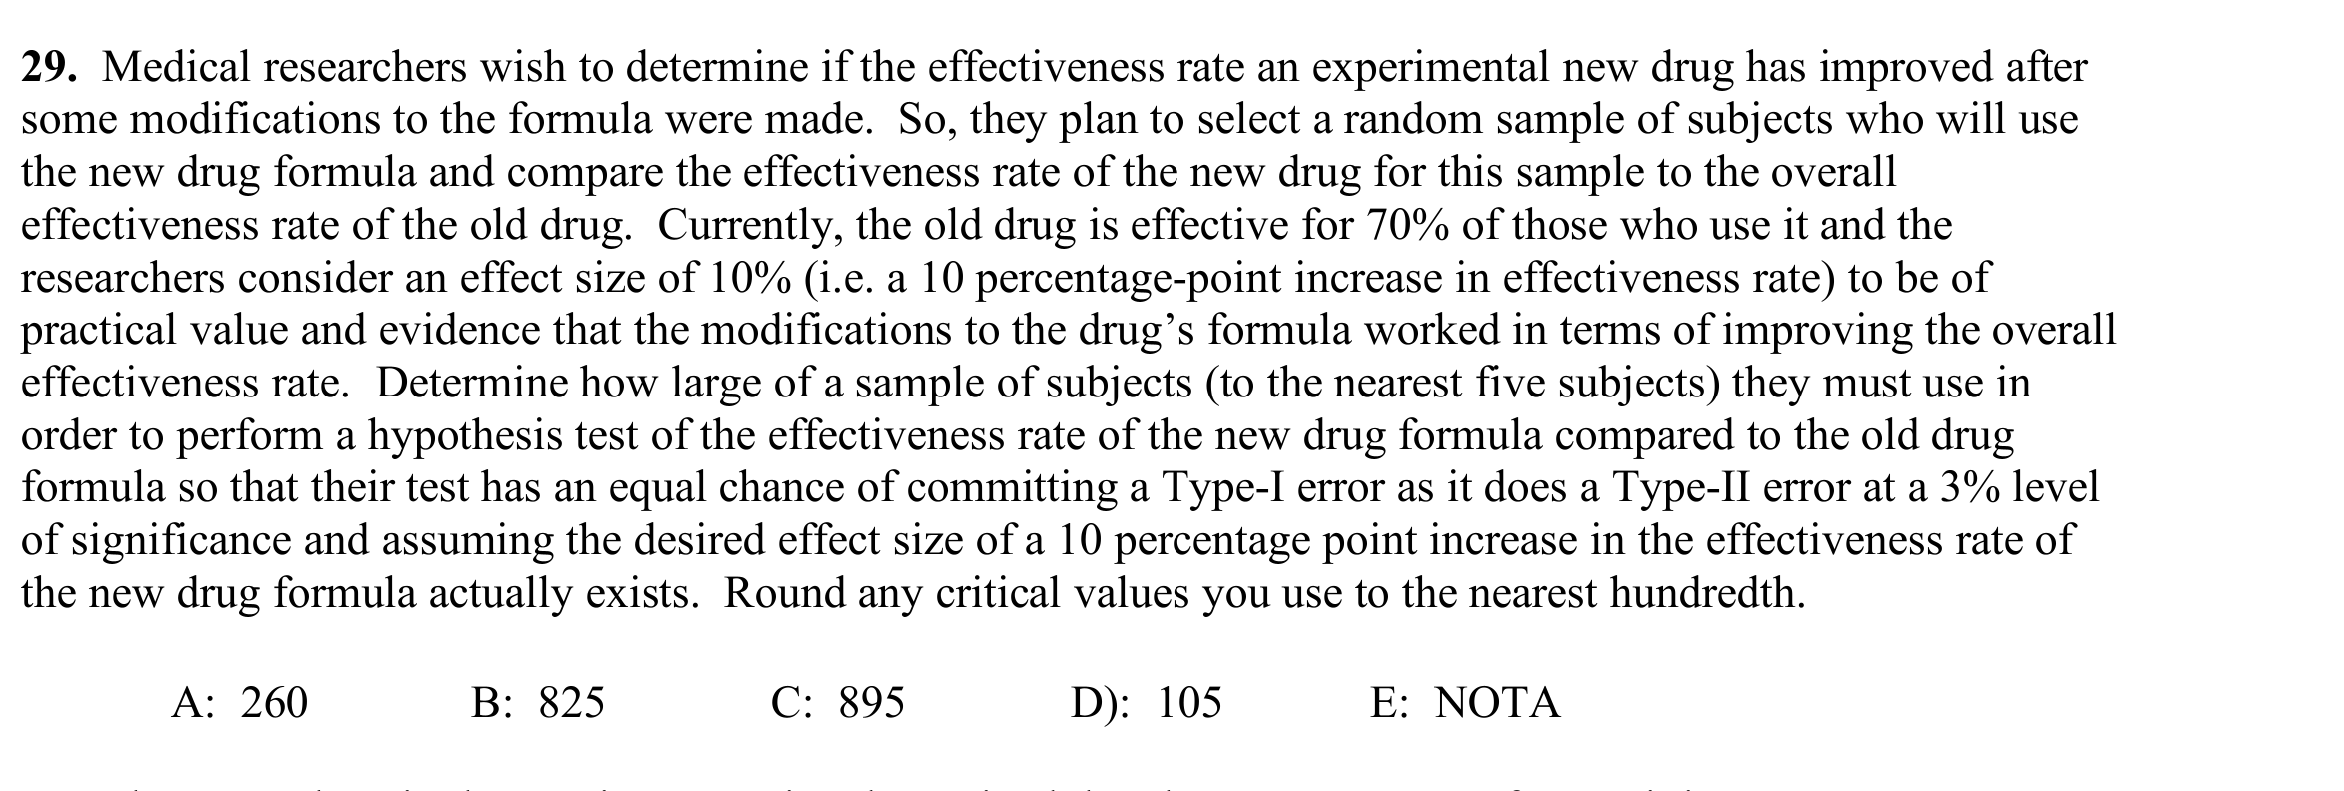 29. Medical researchers wish to determine if the effectiveness rate an experimental new drug has improved after
some modifications to the formula were made. So, they plan to select a random sample of subjects who will use
the new drug formula and compare the effectiveness rate of the new drug for this sample to the overall
effectiveness rate of the old drug. Currently, the old drug is effective for 70% of those who use it and the
researchers consider an effect size of 10% (i.e. a 10 percentage-point increase in effectiveness rate) to be of
practical value and evidence that the modifications to the drug’s formula worked in terms of improving the overall
effectiveness rate. Determine how large of a sample of subjects (to the nearest five subjects) they must use in
order to perform a hypothesis test of the effectiveness rate of the new drug formula compared to the old drug
formula so that their test has an equal chance of committing a Type-I error as it does a Type-II error at a 3% level
of significance and assuming the desired effect size of a 10 percentage point increase in the effectiveness rate of
the new drug formula actually exists. Round any critical values you use to the nearest hundredth.
A: 260 B: 825 C: 895 D): 105 E: NOTA